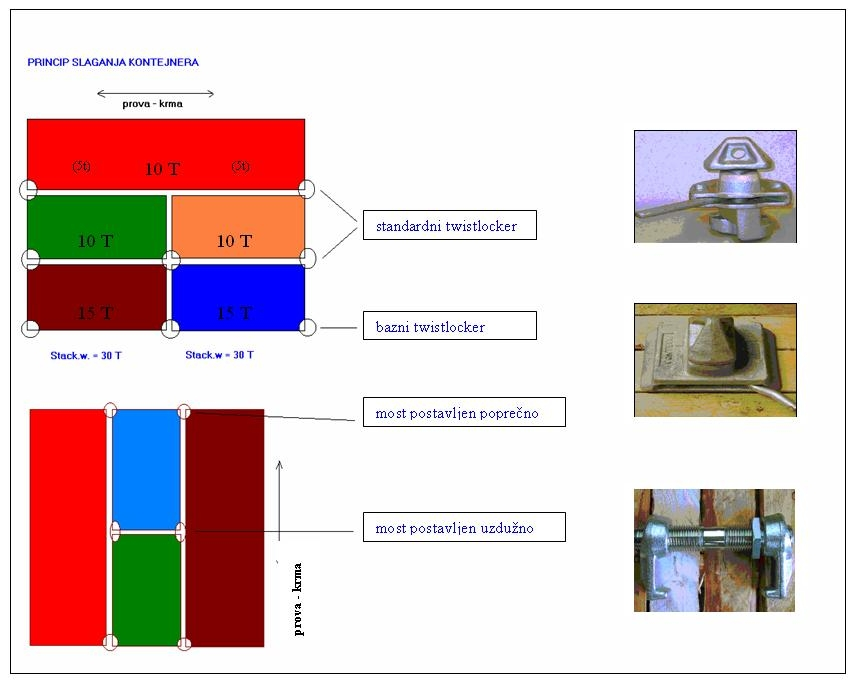 PRINCIP SLAGANJA KONTEJNERA
prova - krma
(5t) 10 T (5t)
10 T 10 T
standardni twistlocker
15 T 15 T
bazni twistlocker
Stack.w. = 30 T Stack.w = 30 T
most postavljen poprečno
most postavljen uzdužno
prova - krma